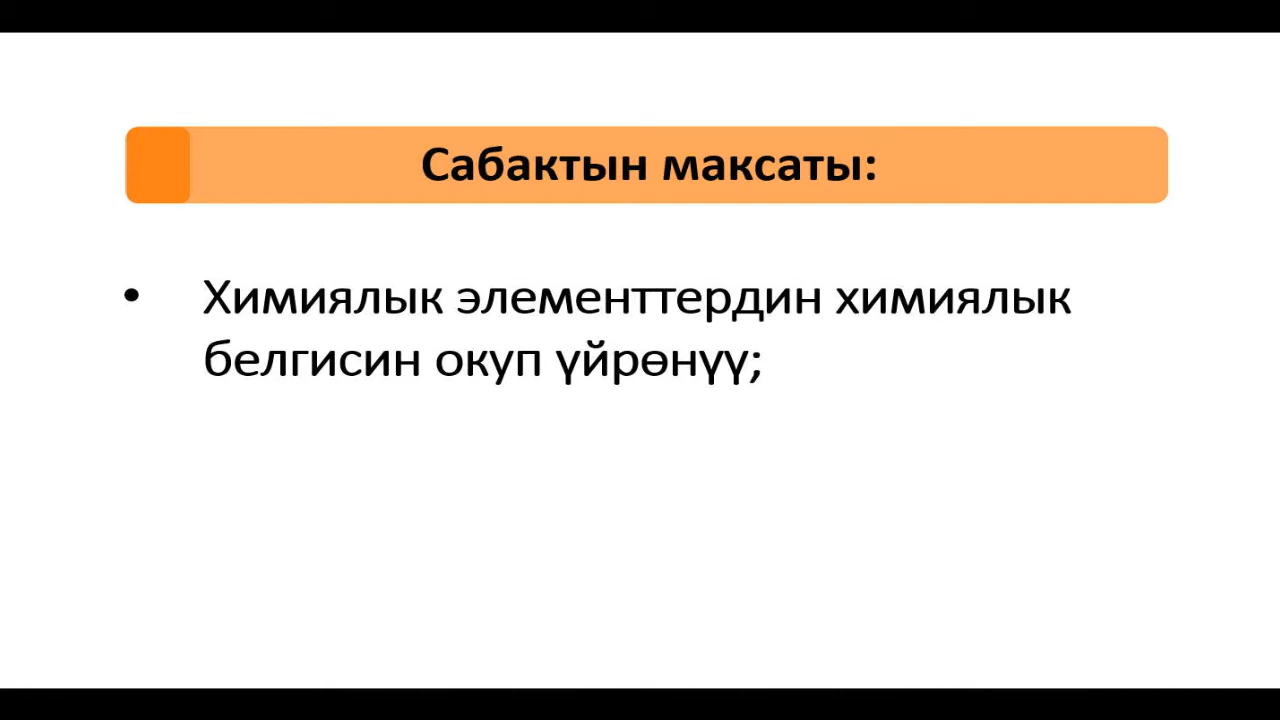 Сабактын максаты:
• Химиялык элементтердин химиялык
белгисин окуп үйрөнүү;